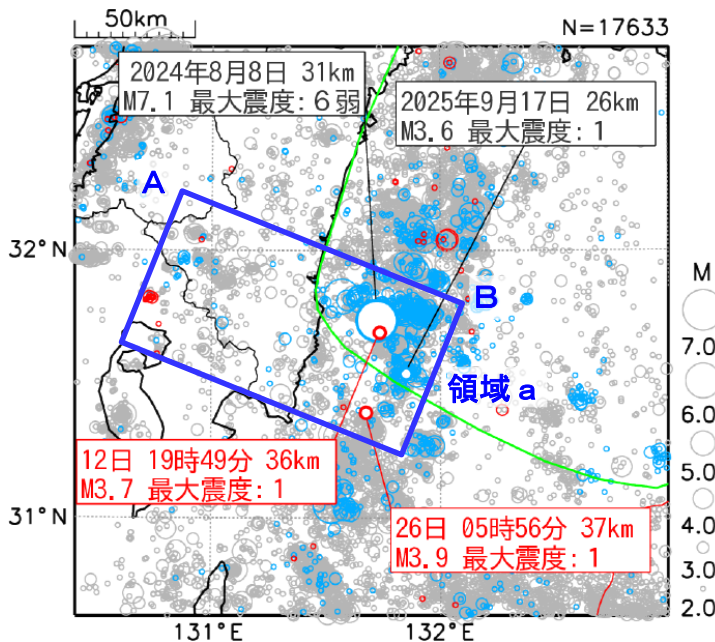 50km
N=17633
2024年8月8日 31km
M7.1 最大震度:6弱
2025年9月17日 26km
M3.6 最大震度:1
A
32°N
B
M
7.0
領域a
6.0
12日 19時49分 36km
M3.7 最大震度:1
5.0
31°N
26日 05時56分 37km
M3.9 最大震度:1
4.0
3.0
2.0
131°E
132°E